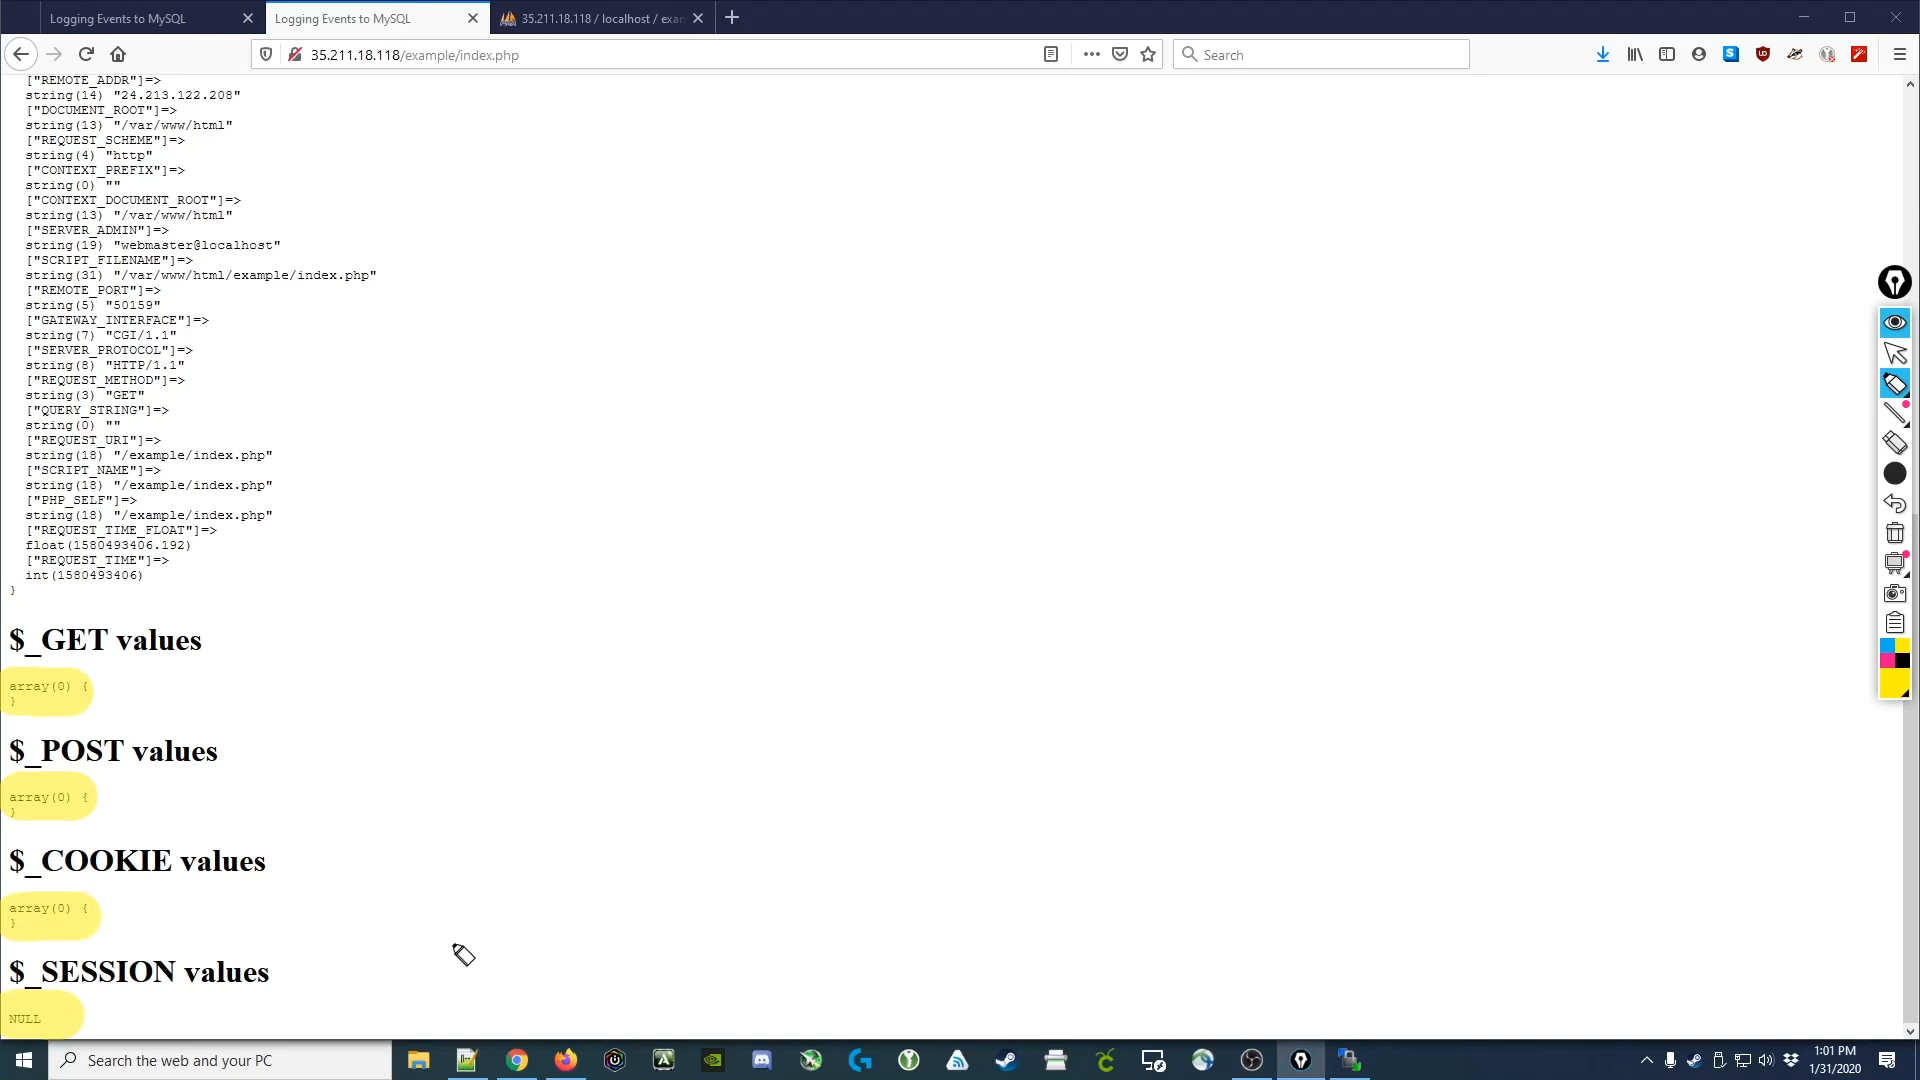 Logging Events to MySQL
Logging Events to MySQL
35.211.18.118 / localhost / exam
35.211.18.118/example/index.php
Search
["REMOTE_ADDR"]=>
string(14) "24.213.122.208"
["DOCUMENT_ROOT"]=>
string(13) "/var/www/html"
["REQUEST_SCHEME"]=>
string(4) "http"
["CONTEXT_PREFIX"]=>
string(0) ""
["CONTEXT_DOCUMENT_ROOT"]=>
string(13) "/var/www/html"
["SERVER_ADMIN"]=>
string(19) "webmaster@localhost"
["SCRIPT_FILENAME"]=>
string(31) "/var/www/html/example/index.php"
["REMOTE_PORT"]=>
string(5) "50159"
["GATEWAY_INTERFACE"]=>
string(7) "CGI/1.1"
["SERVER_PROTOCOL"]=>
string(8) "HTTP/1.1"
["REQUEST_METHOD"]=>
string(3) "GET"
["QUERY_STRING"]=>
string(0) ""
["REQUEST_URI"]=>
string(18) "/example/index.php"
["SCRIPT_NAME"]=>
string(18) "/example/index.php"
["PHP_SELF"]=>
string(18) "/example/index.php"
["REQUEST_TIME_FLOAT"]=>
float(1580493406.192)
["REQUEST_TIME"]=>
int(1580493406)
}
$_GET values
array(0) {
}
$_POST values
array(0) {
}
$_COOKIE values
array(0) {
}
$_SESSION values
NULL
Search the web and your PC
1:01 PM
1/31/2020